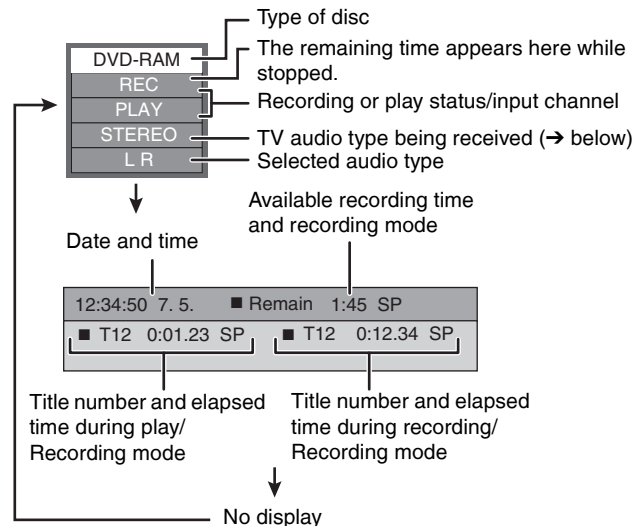 Type of disc
DVD-RAM
The remaining time appears here while
stopped.
REC
Recording or play status/input channel
PLAY
STEREO
TV audio type being received (➔ below)
L R
Selected audio type
Available recording time
and recording mode
Date and time
12:34:50 7. 5. ■ Remain 1:45 SP
■ T12 0:01.23 SP ■ T12 0:12.34 SP
Title number and elapsed
time during play/
Recording mode
Title number and elapsed
time during recording/
Recording mode
No display